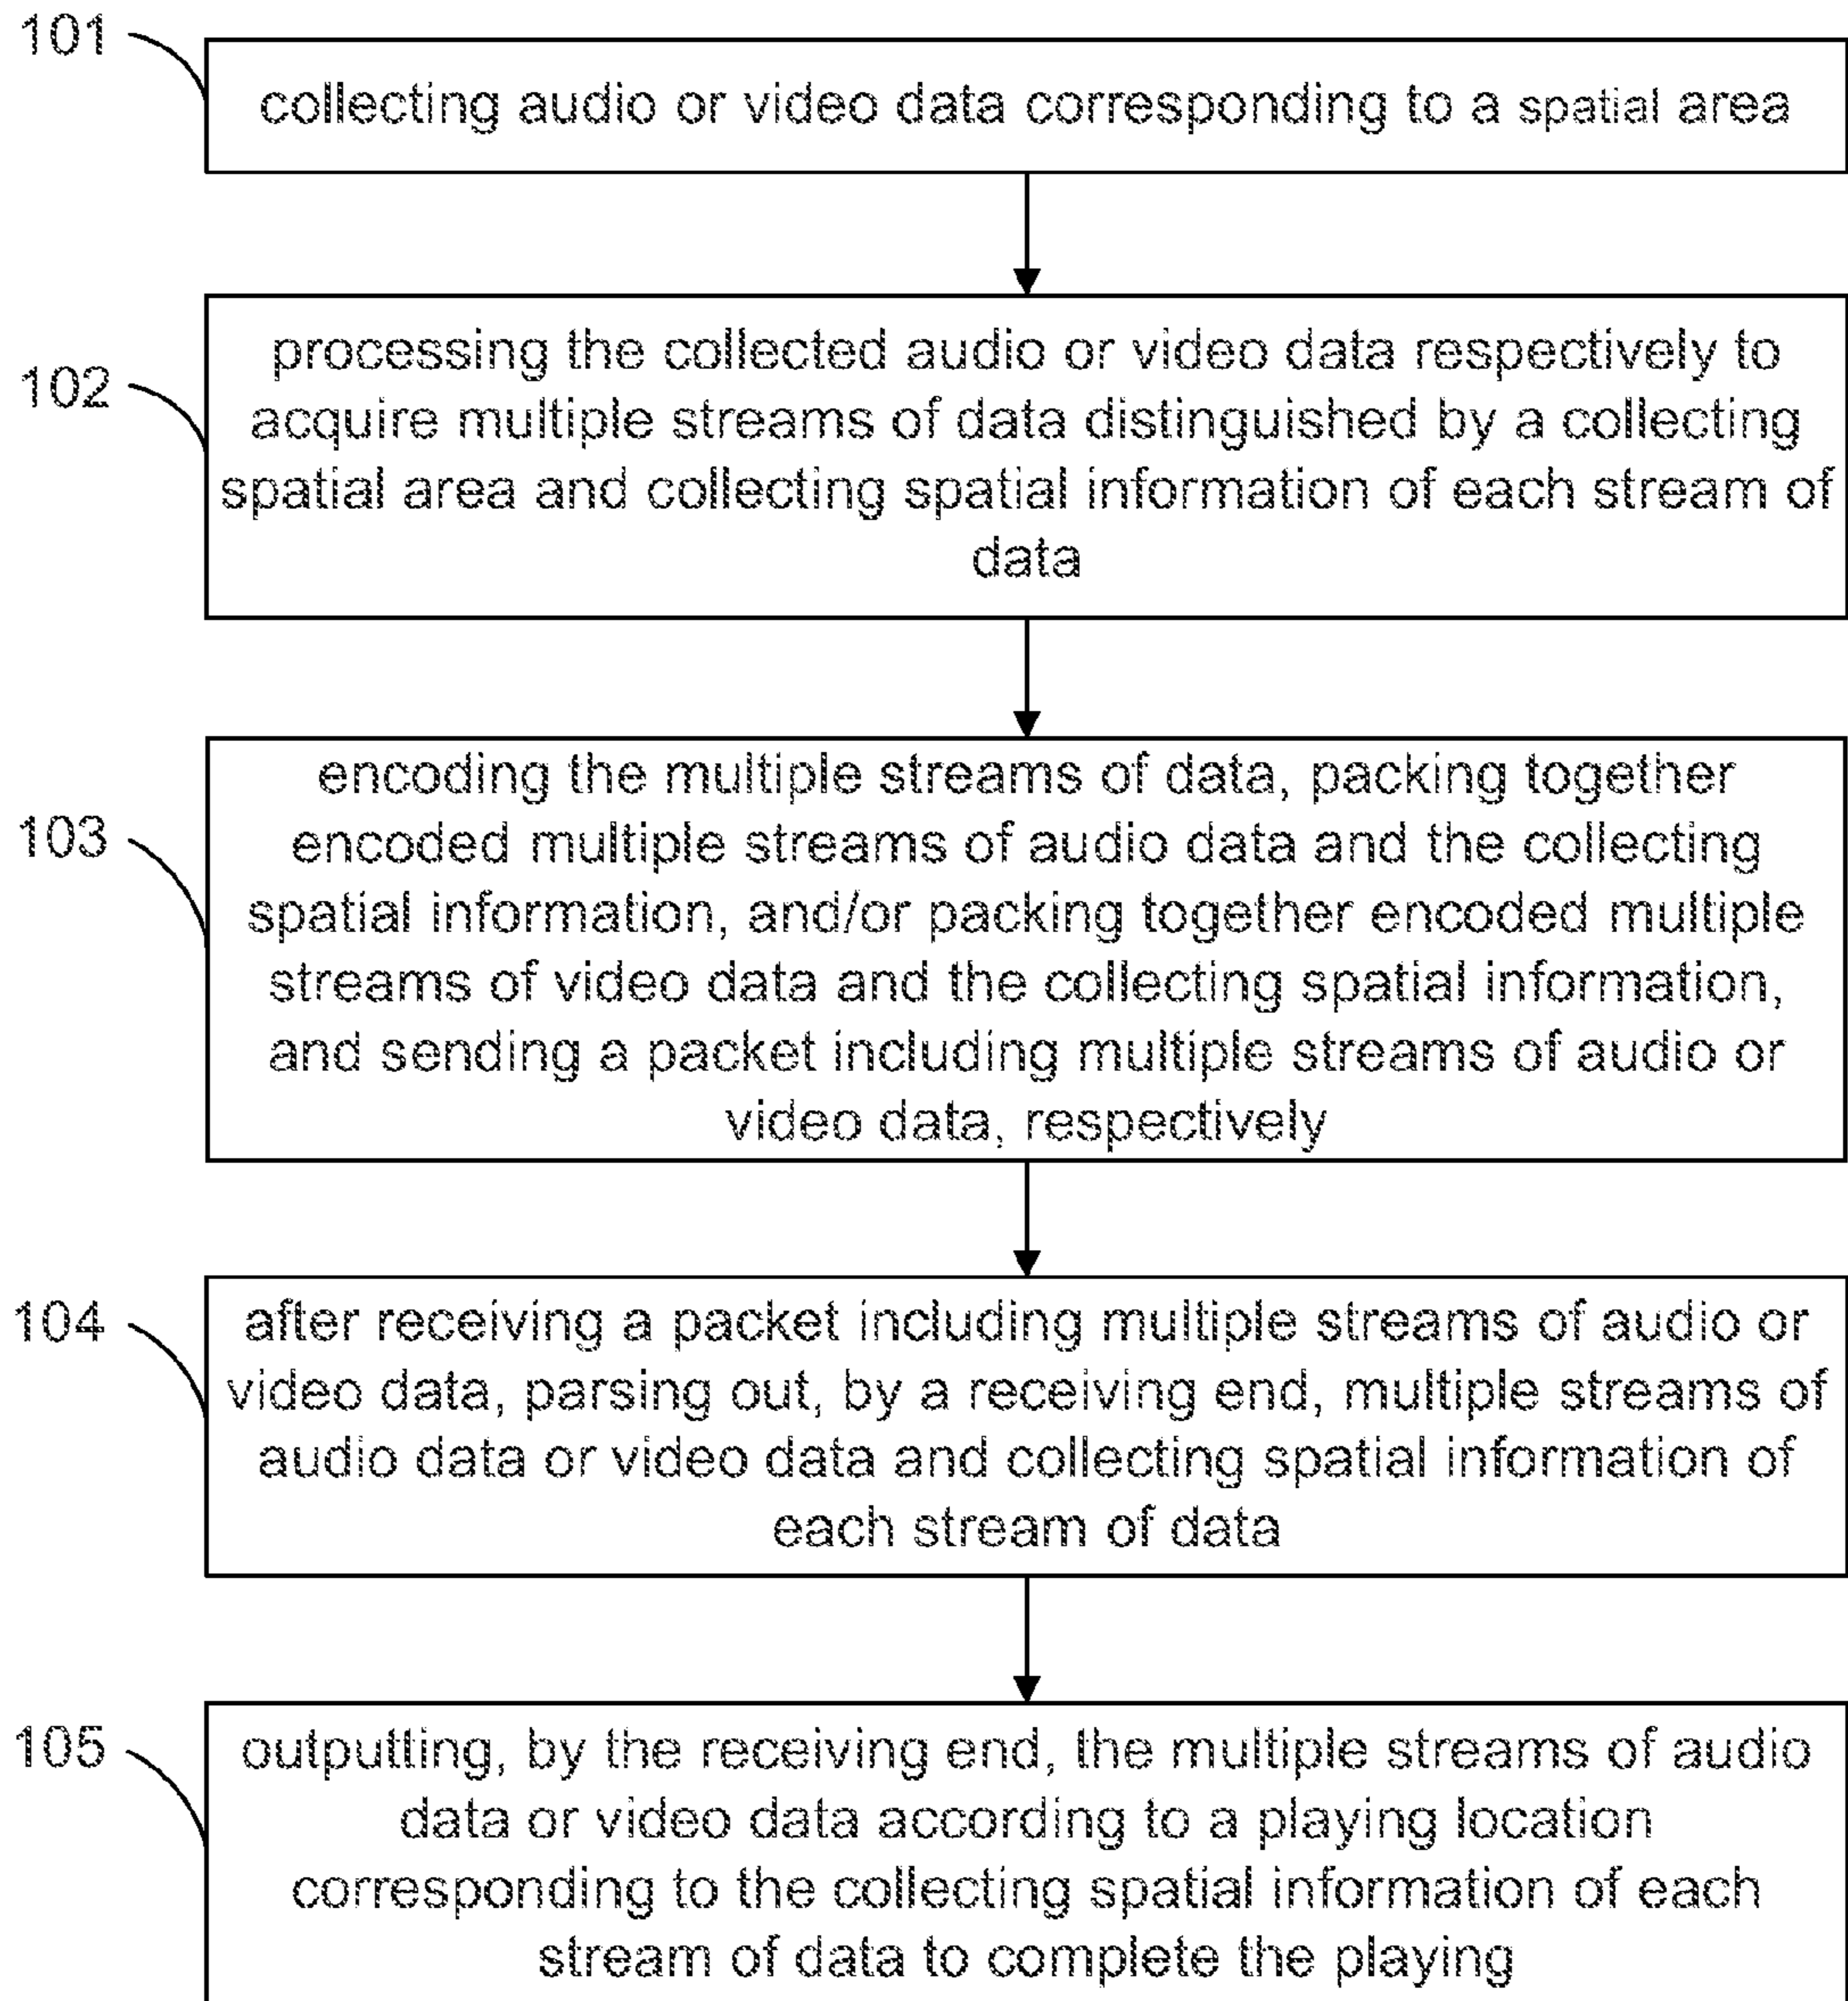 101
collecting audio or video data corresponding to a spatial area
102
processing the collected audio or video data respectively to
acquire multiple streams of data distinguished by a collecting
spatial area and collecting spatial information of each stream of
data
103
encoding the multiple streams of data, packing together
encoded multiple streams of audio data and the collecting
spatial information, and/or packing together encoded multiple
streams of video data and the collecting spatial information,
and sending a packet including multiple streams of audio or
video data, respectively
104
after receiving a packet including multiple streams of audio or
video data, parsing out, by a receiving end, multiple streams of
audio data or video data and collecting spatial information of
each stream of data
105
outputting, by the receiving end, the multiple streams of audio
data or video data according to a playing location
corresponding to the collecting spatial information of each
stream of data to complete the playing